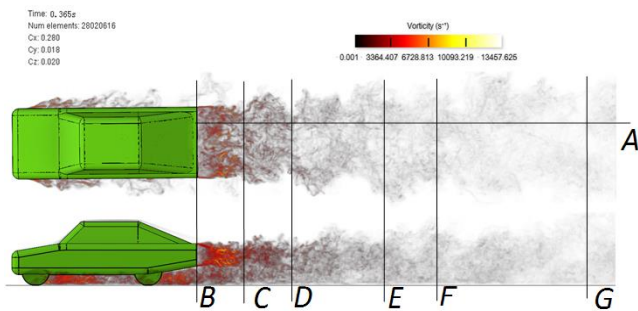 Time: 0.365s
Num elements: 28020616
Cx: 0.280
Cy: 0.018
Cz: 0.020
Vorticity (s⁻¹)
0.001 3364.407 6728.813 10093.219 13457.625
A
B C D E F G